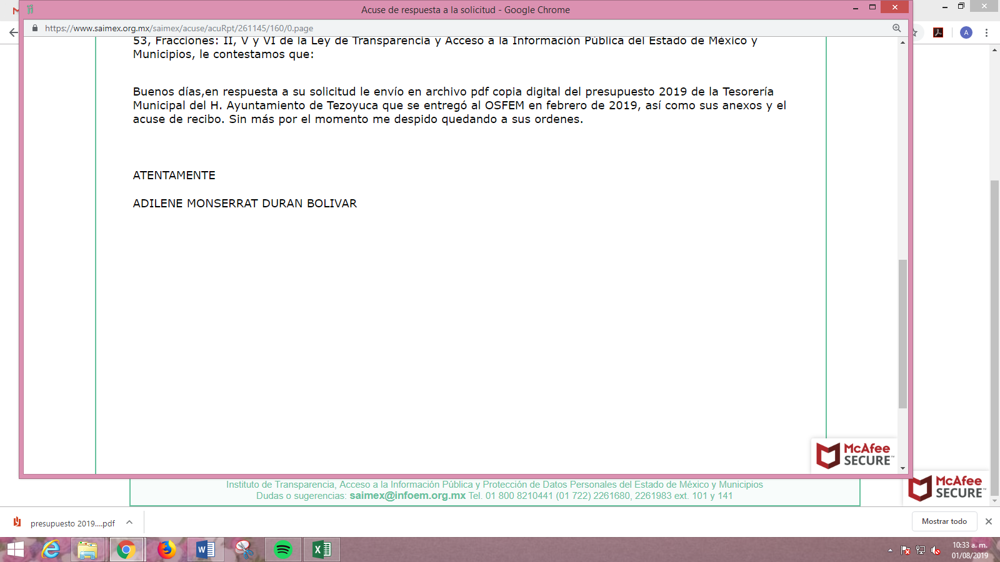 Acuse de respuesta a la solicitud - Google Chrome
https://www.saimex.org.mx/saimex/acuse/acuRpt/261145/160/0.page
A
53, Fracciones: II, V y VI de la Ley de Transparencia y Acceso a la Información Pública del Estado de México y
Municipios, le contestamos que:
Buenos días,en respuesta a su solicitud le envío en archivo pdf copia digital del presupuesto 2019 de la Tesorería
Municipal del H. Ayuntamiento de Tezoyuca que se entregó al OSFEM en febrero de 2019, así como sus anexos y el
acuse de recibo. Sin más por el momento me despido quedando a sus ordenes.
ATENTAMENTE
ADILENE MONSERRAT DURAN BOLIVAR
McAfee
SECURE™
Instituto de Transparencia, Acceso a la Información Pública y Protección de Datos Personales del Estado de México y Municipios
Dudas o sugerencias: saimex@infoem.org.mx Tel. 01 800 8210441 (01 722) 2261680, 2261983 ext. 101 y 141
McAfee
SECURE™
presupuesto 2019....pdf
Mostrar todo
10:33 a. m.
01/08/2019